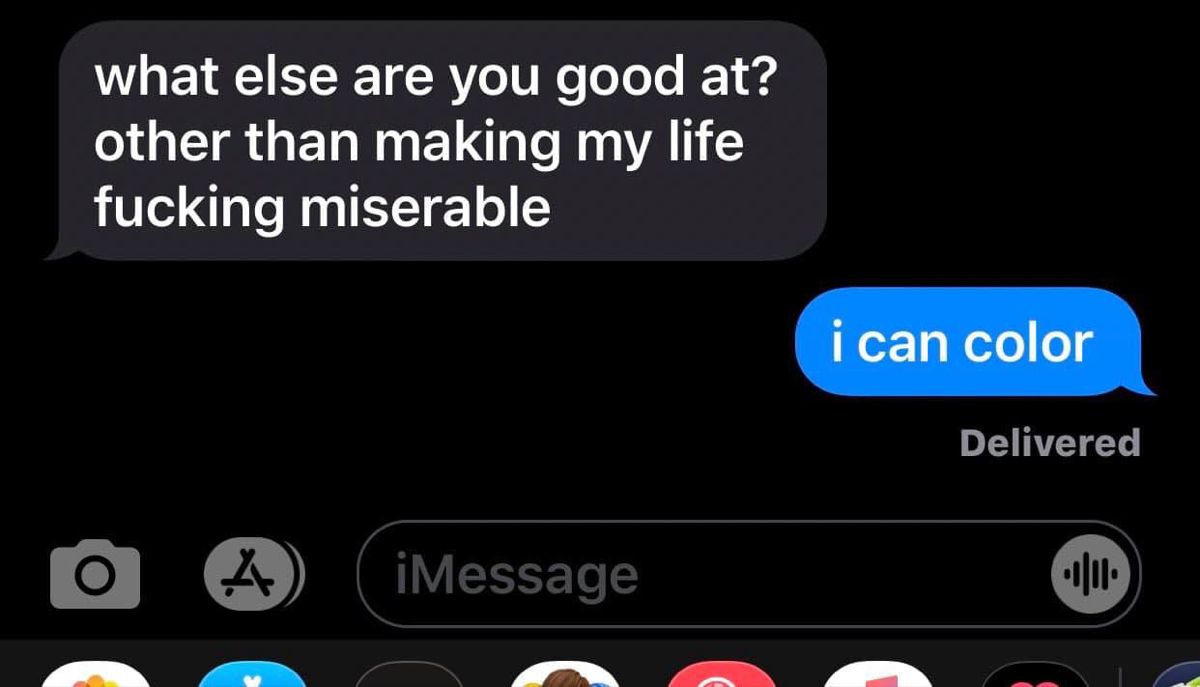 what else are you good at?
other than making my life
fucking miserable
i can color
Delivered
iMessage